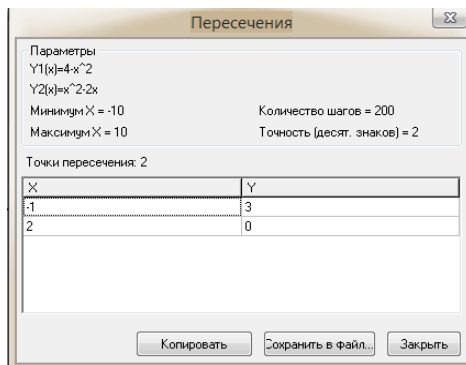 Пересечения
Параметры
Y1(x)=4-x^2
Y2(x)=x^2-2x
Минимум X = -10 Количество шагов = 200
Максимум X = 10 Точность (десят. знаков) = 2
Точки пересечения: 2
X Y
-1 3
2 0
Копировать Сохранить в файл... Закрыть